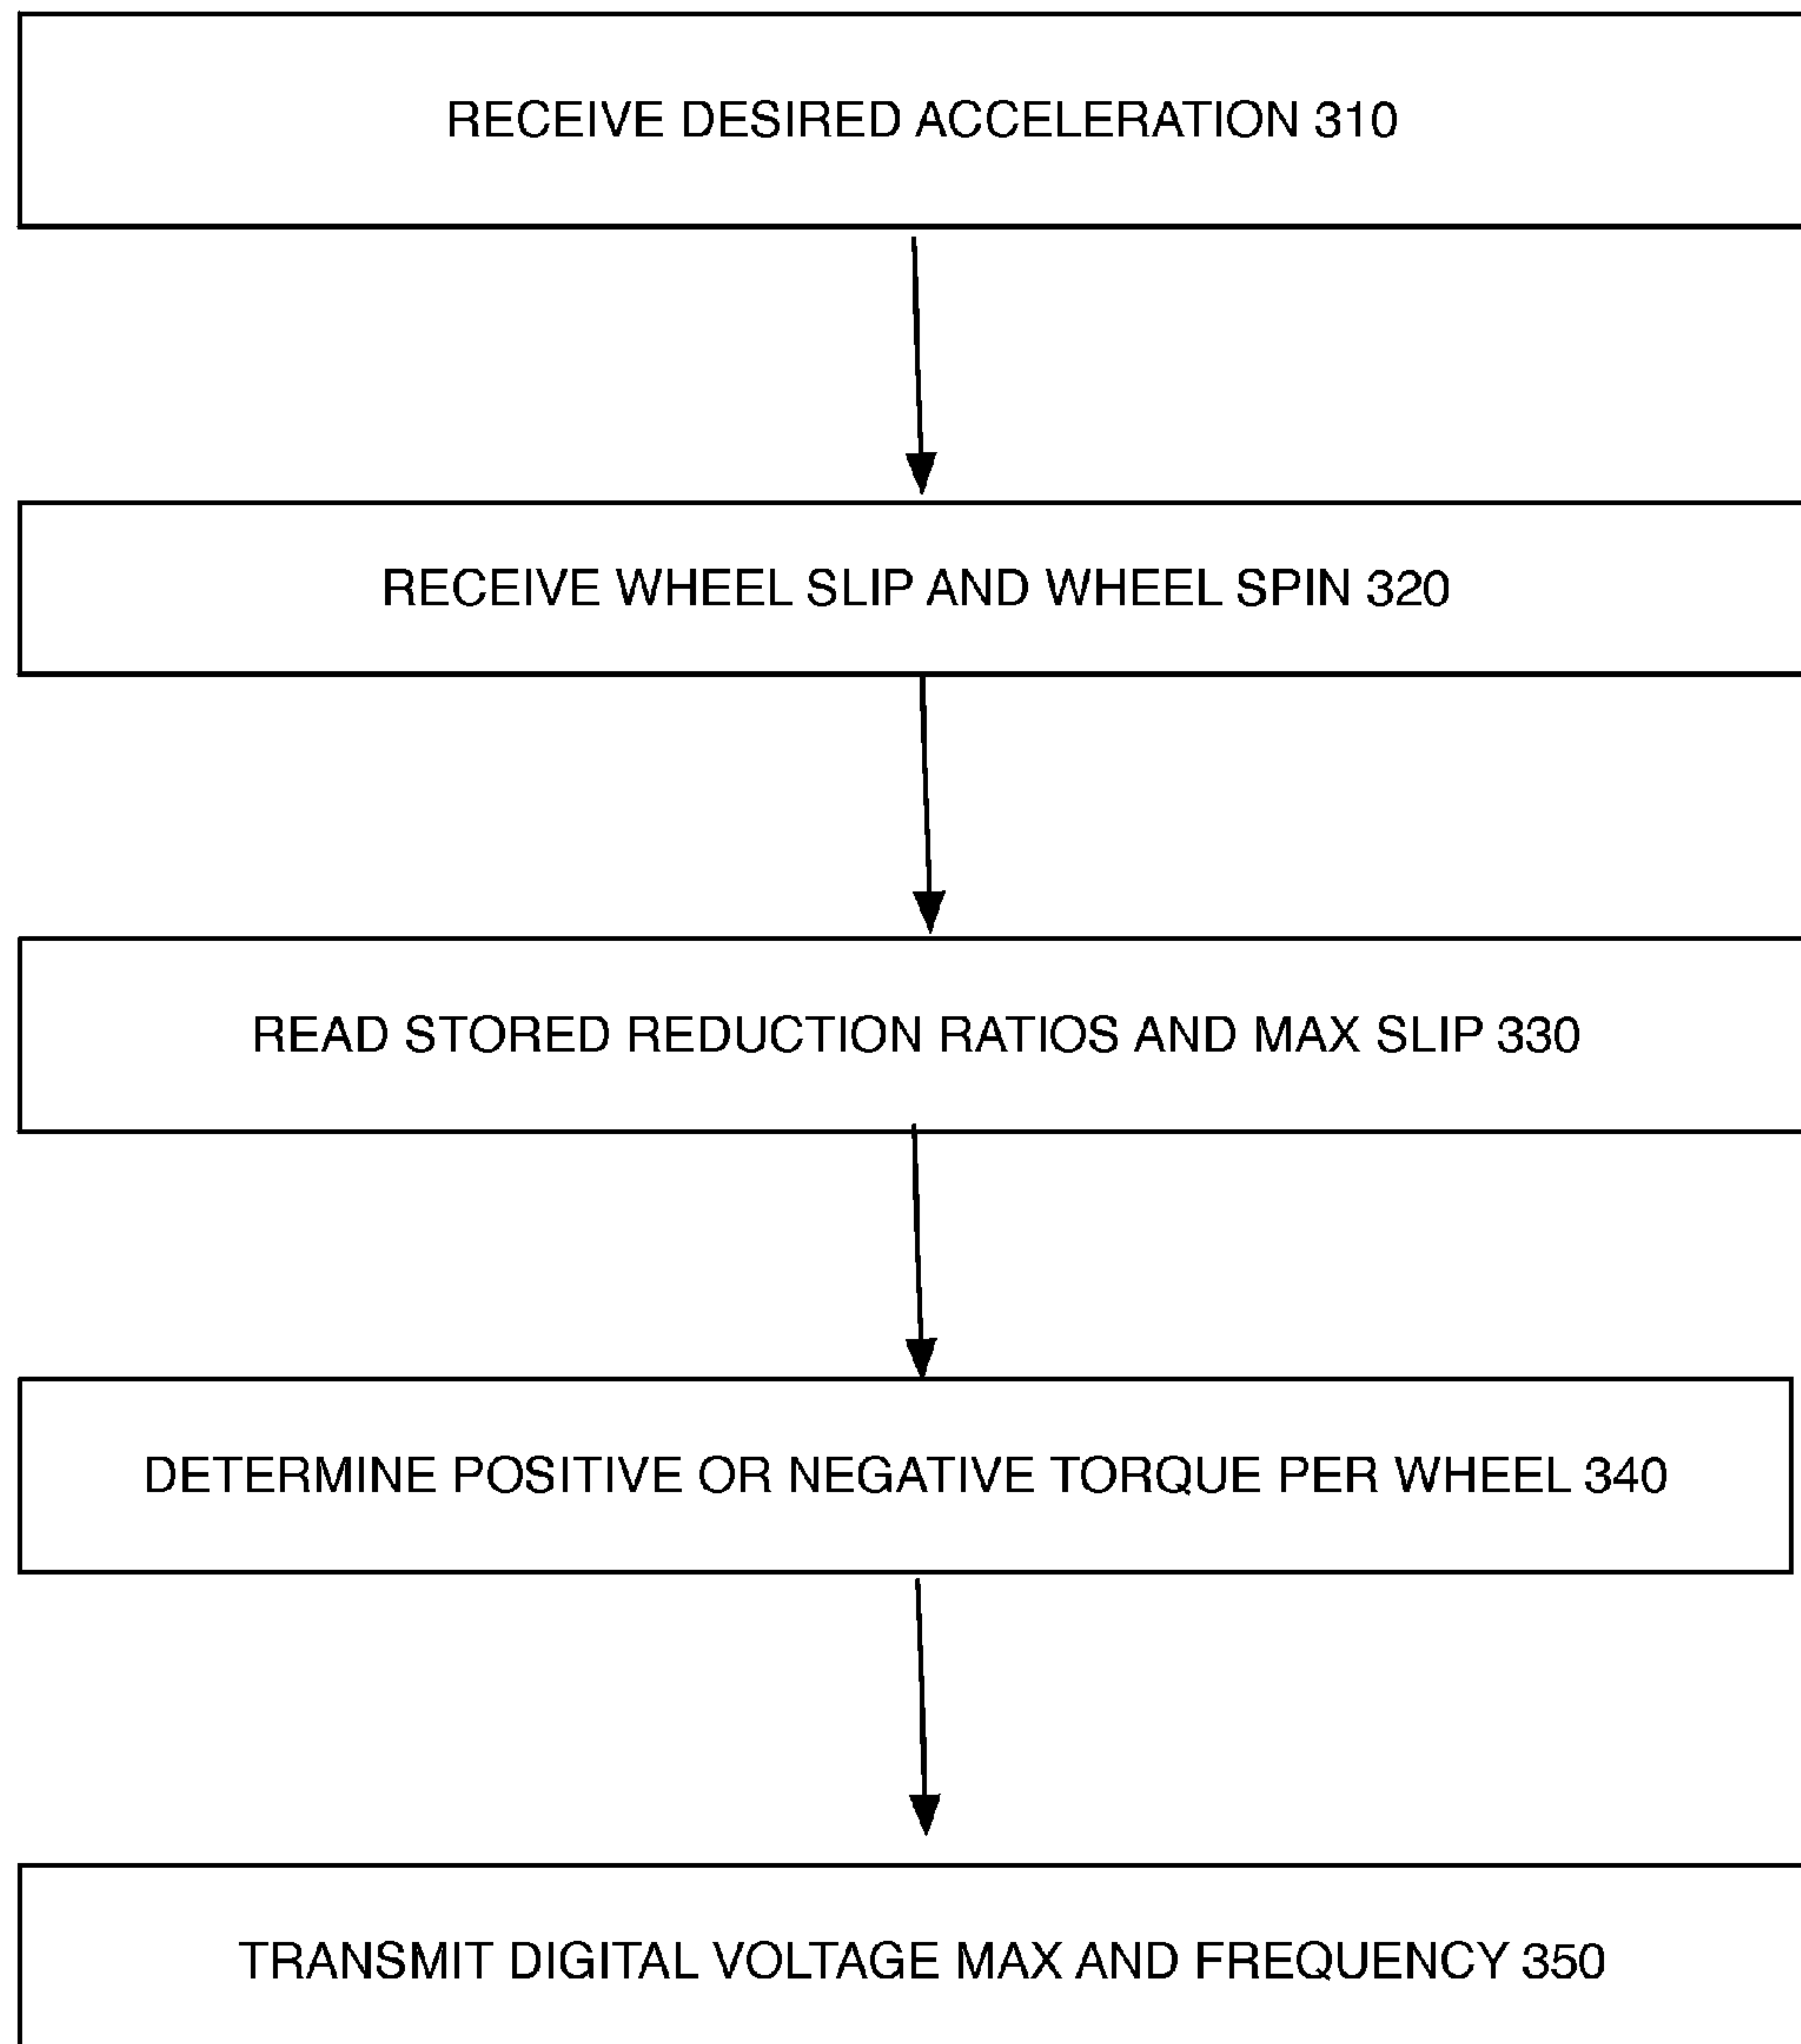 RECEIVE DESIRED ACCELERATION 310
RECEIVE WHEEL SLIP AND WHEEL SPIN 320
READ STORED REDUCTION RATIOS AND MAX SLIP 330
DETERMINE POSITIVE OR NEGATIVE TORQUE PER WHEEL 340
TRANSMIT DIGITAL VOLTAGE MAX AND FREQUENCY 350